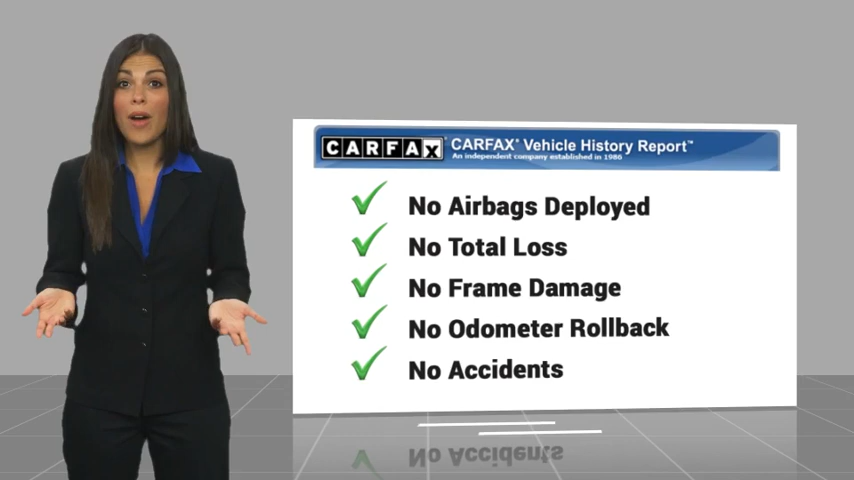 CARFAX CARFAX® Vehicle History Report™
An independent company established in 1986
No Airbags Deployed
No Total Loss
No Frame Damage
No Odometer Rollback
No Accidents
No Accidents